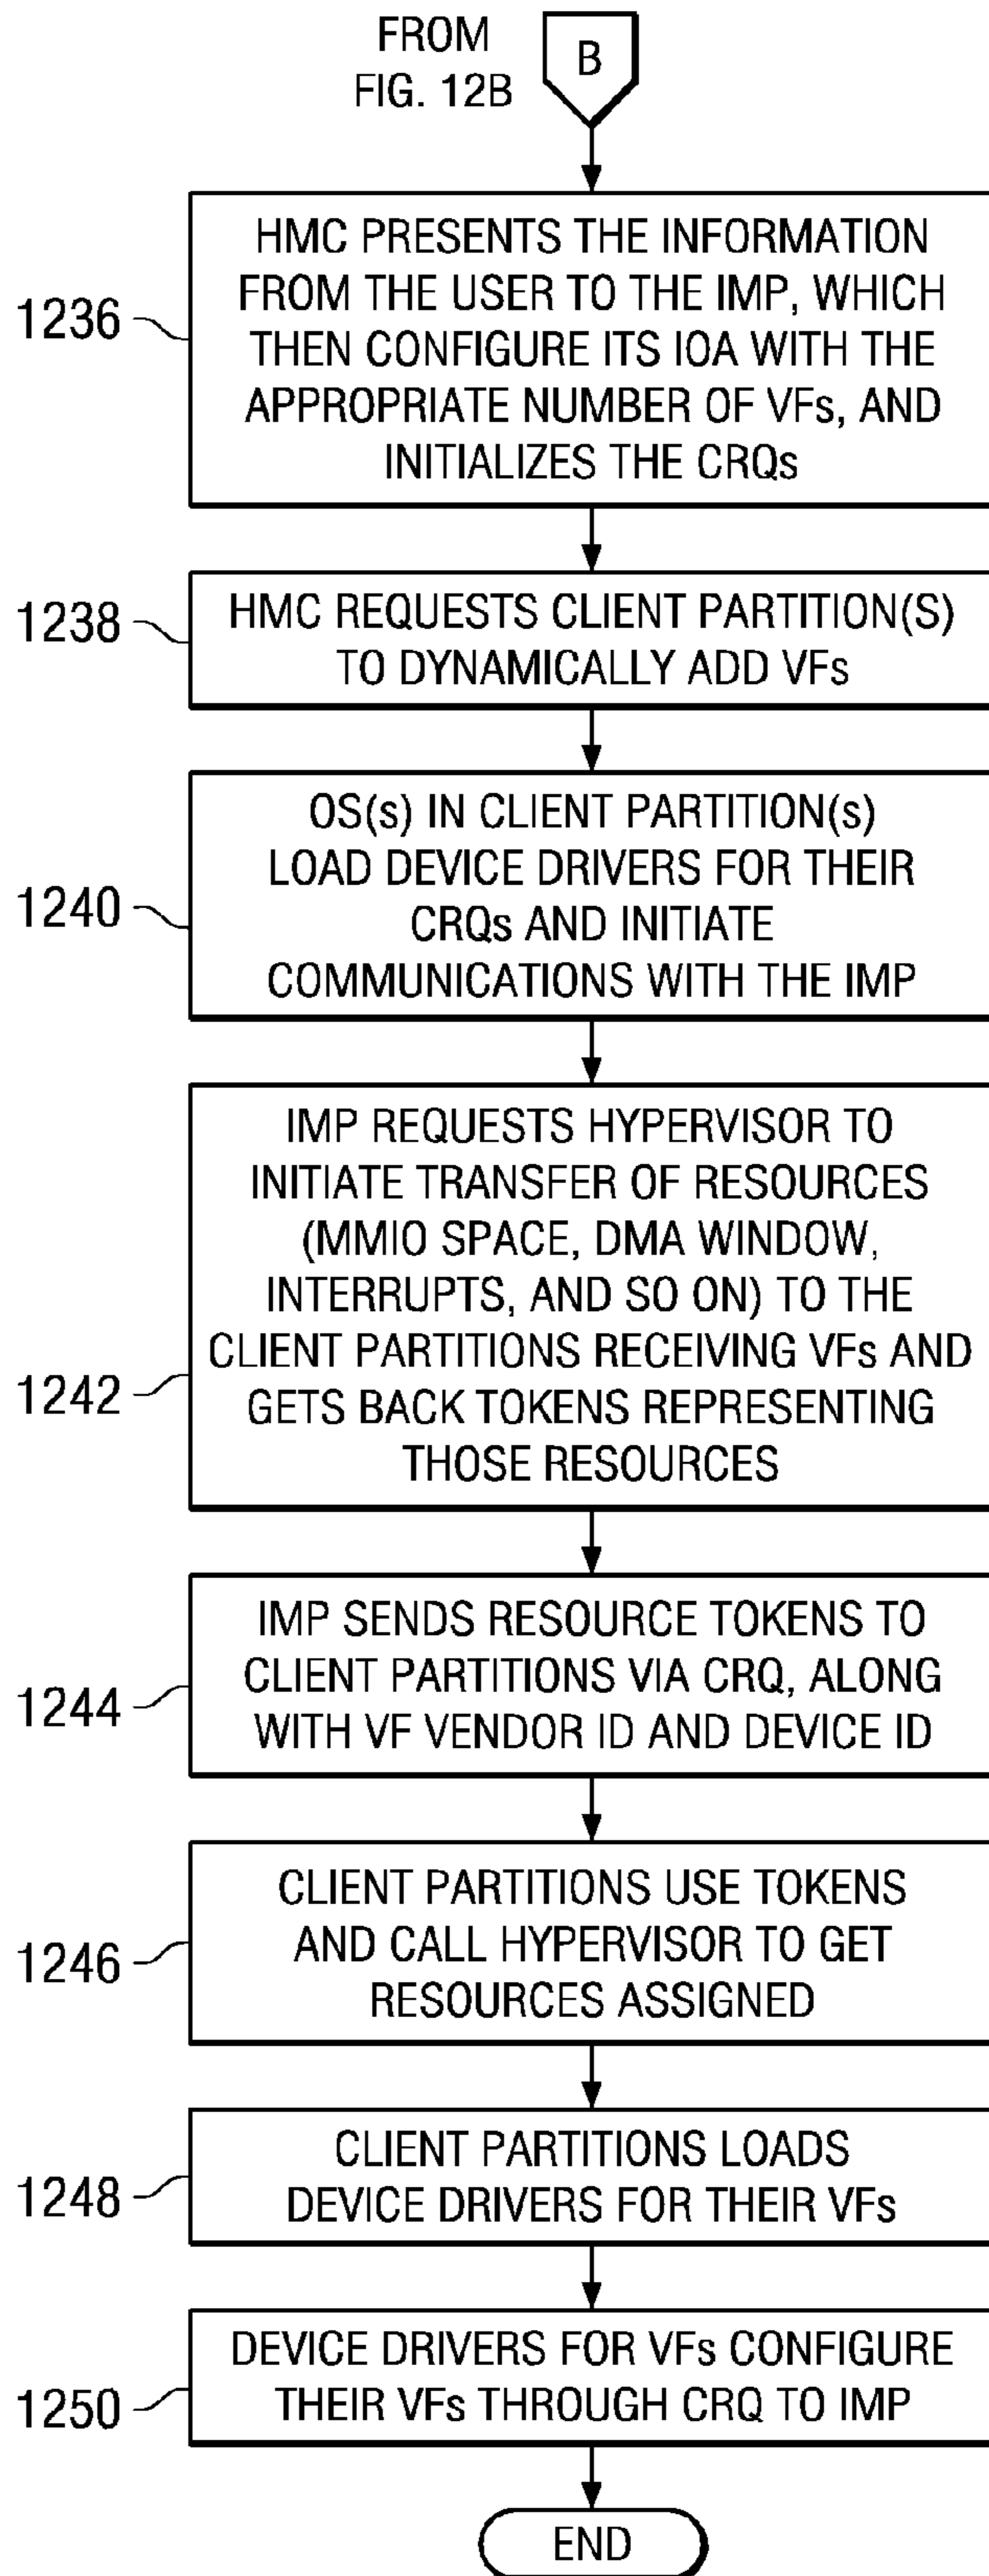 FROM
FIG. 12B
B
1236
HMC PRESENTS THE INFORMATION
FROM THE USER TO THE IMP, WHICH
THEN CONFIGURE ITS IOA WITH THE
APPROPRIATE NUMBER OF VFs, AND
INITIALIZES THE CRQs
1238
HMC REQUESTS CLIENT PARTITION(S)
TO DYNAMICALLY ADD VFs
1240
OS(s) IN CLIENT PARTITION(s)
LOAD DEVICE DRIVERS FOR THEIR
CRQs AND INITIATE
COMMUNICATIONS WITH THE IMP
1242
IMP REQUESTS HYPERVISOR TO
INITIATE TRANSFER OF RESOURCES
(MMIO SPACE, DMA WINDOW,
INTERRUPTS, AND SO ON) TO THE
CLIENT PARTITIONS RECEIVING VFs AND
GETS BACK TOKENS REPRESENTING
THOSE RESOURCES
1244
IMP SENDS RESOURCE TOKENS TO
CLIENT PARTITIONS VIA CRQ, ALONG
WITH VF VENDOR ID AND DEVICE ID
1246
CLIENT PARTITIONS USE TOKENS
AND CALL HYPERVISOR TO GET
RESOURCES ASSIGNED
1248
CLIENT PARTITIONS LOADS
DEVICE DRIVERS FOR THEIR VFs
1250
DEVICE DRIVERS FOR VFs CONFIGURE
THEIR VFs THROUGH CRQ TO IMP
END